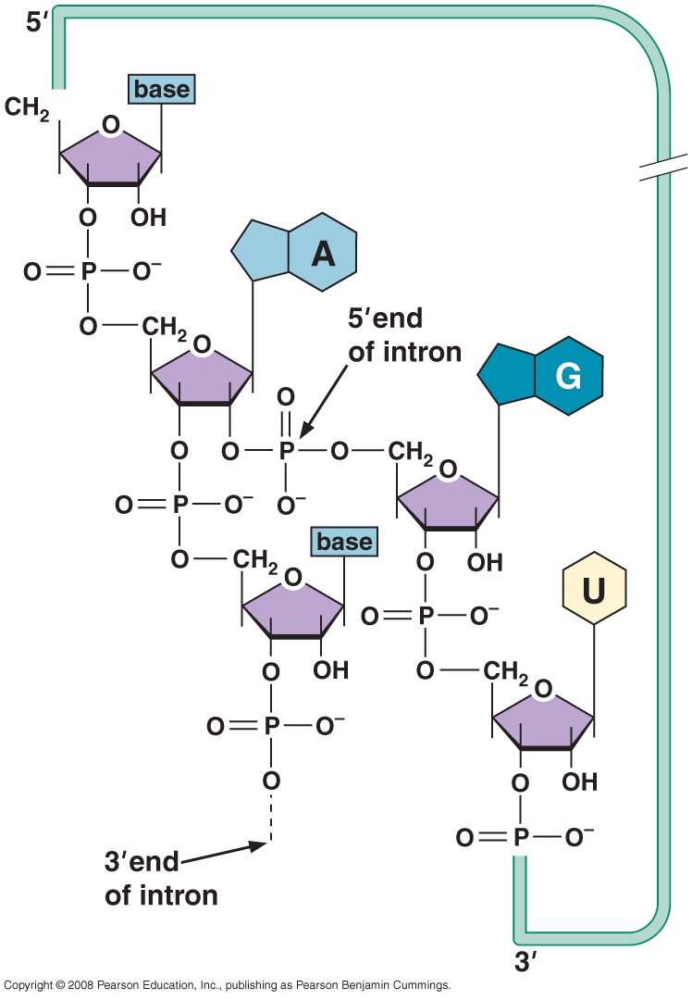 5′
base
CH2
O
O
OH
O=P—O−
A
O—CH2
O
5′end
of intron
G
O
O
O—P—O—CH2
O
O=P—O−
O−
O—CH2
O
base
O
OH
U
O=P—O−
O
OH
O—CH2
O
O=P—O−
O
O
OH
O=P—O−
3′end
of intron
3′
Copyright © 2008 Pearson Education, Inc., publishing as Pearson Benjamin Cummings.